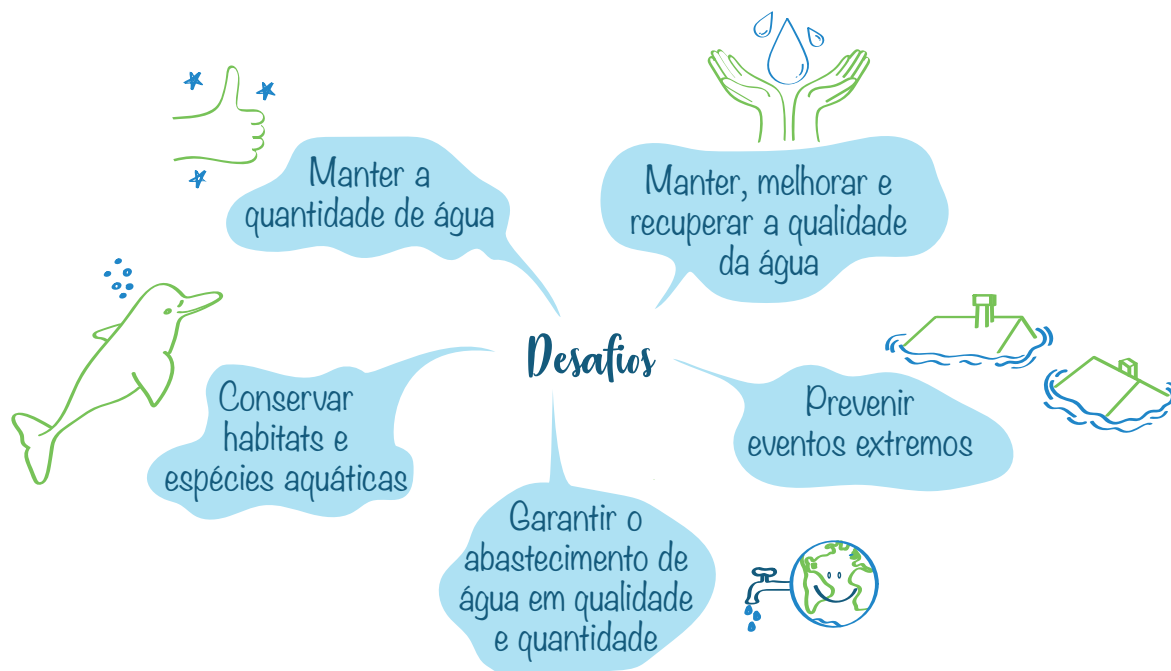 Manter a
quantidade de água
Manter, melhorar e
recuperar a qualidade
da água
Desafios
Conservar
habitats e
espécies aquáticas
Prevenir
eventos extremos
Garantir o
abastecimento de
água em qualidade
e quantidade